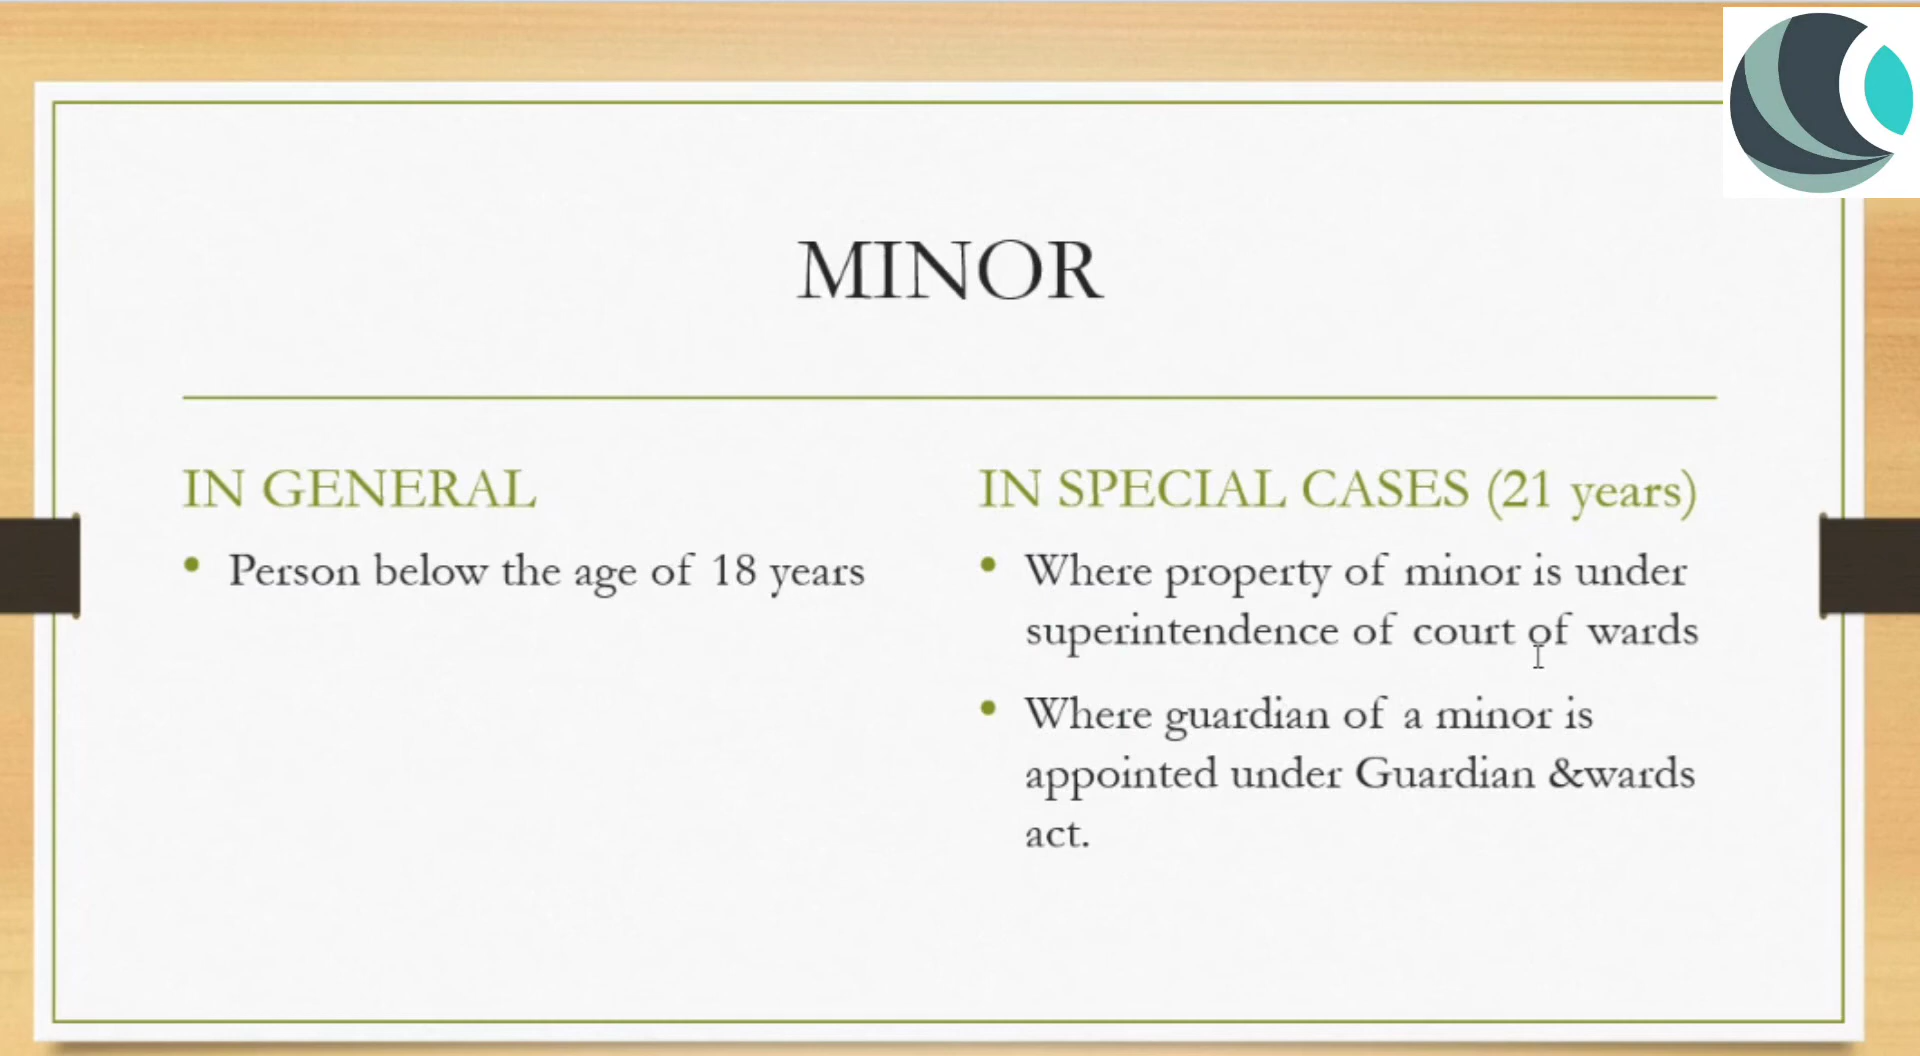 MINOR
IN GENERAL
• Person below the age of 18 years
IN SPECIAL CASES (21 years)
• Where property of minor is under
superintendence of court of wards
• Where guardian of a minor is
appointed under Guardian &wards
act.